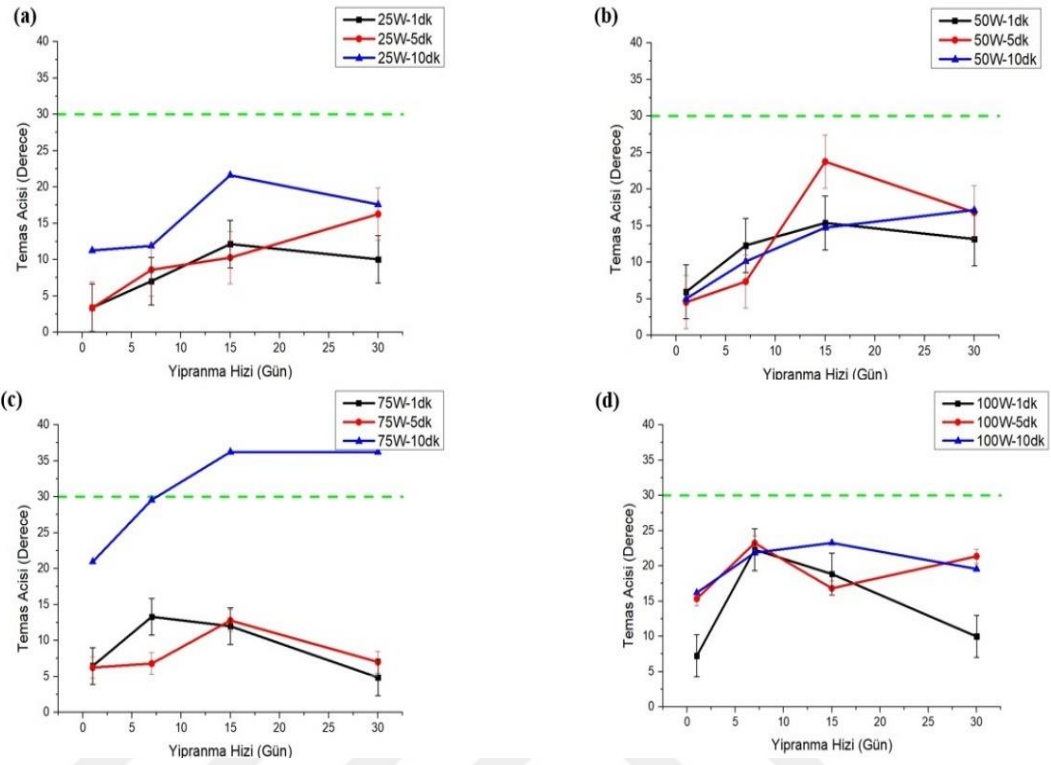 (a)
25W-1dk
25W-5dk
25W-10dk
40
35
30
25
20
15
10
5
0
Temas Acisi (Derece)
0 5 10 15 20 25 30
Yipranma Hizi (Gün)
(b)
50W-1dk
50W-5dk
50W-10dk
40
35
30
25
20
15
10
5
0
Temas Acisi (Derece)
0 5 10 15 20 25 30
Yipranma Hizi (Gün)
(c)
75W-1dk
75W-5dk
75W-10dk
40
35
30
25
20
15
10
5
0
Temas Acisi (Derece)
0 5 10 15 20 25 30
Yipranma Hizi (Gün)
(d)
100W-1dk
100W-5dk
100W-10dk
40
35
30
25
20
15
10
5
0
Temas Acisi (Derece)
0 5 10 15 20 25 30
Yipranma Hizi (Gün)